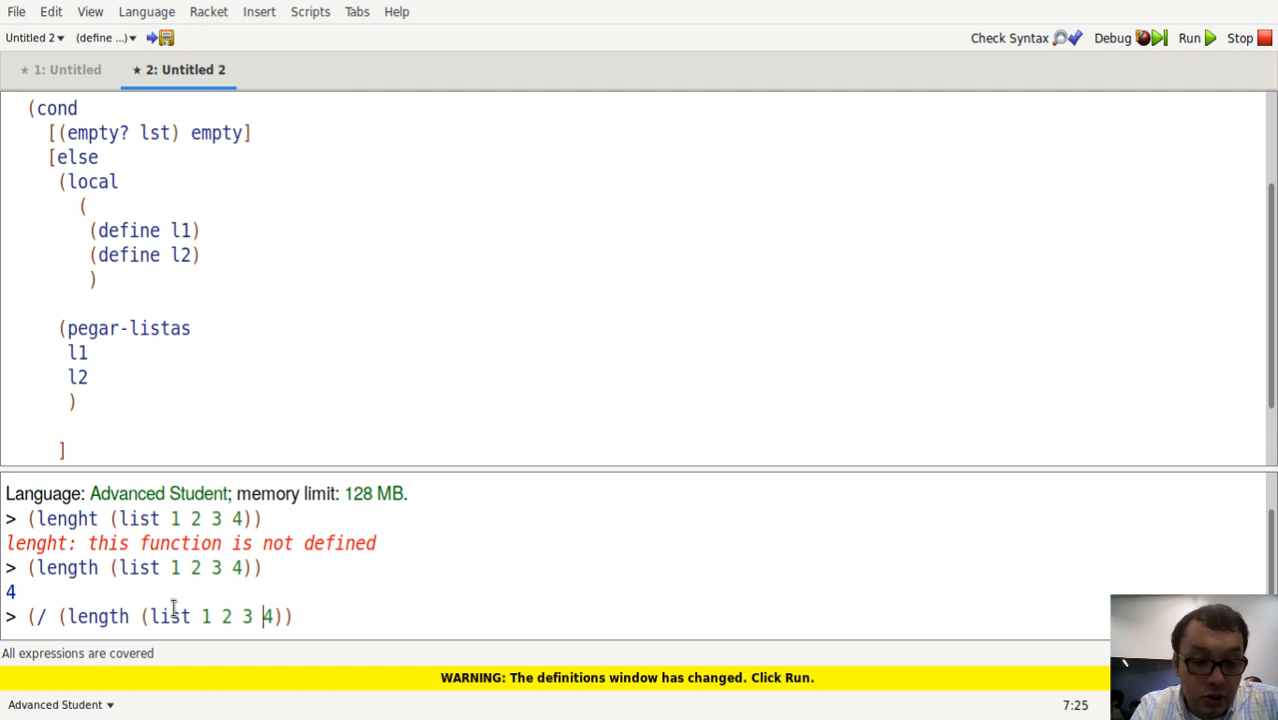 File Edit View Language Racket Insert Scripts Tabs Help
Untitled 2 (define ...) Check Syntax Debug Run Stop
★ 1: Untitled ★ 2: Untitled 2
(cond
[(empty? lst) empty]
[else
(local
(
(define l1)
(define l2)
)
(pegar-listas
l1
l2
)
]
Language: Advanced Student; memory limit: 128 MB.
> (lenght (list 1 2 3 4))
lenght: this function is not defined
> (length (list 1 2 3 4))
4
> (/ (length (list 1 2 3 4))
All expressions are covered
WARNING: The definitions window has changed. Click Run.
Advanced Student 7:25